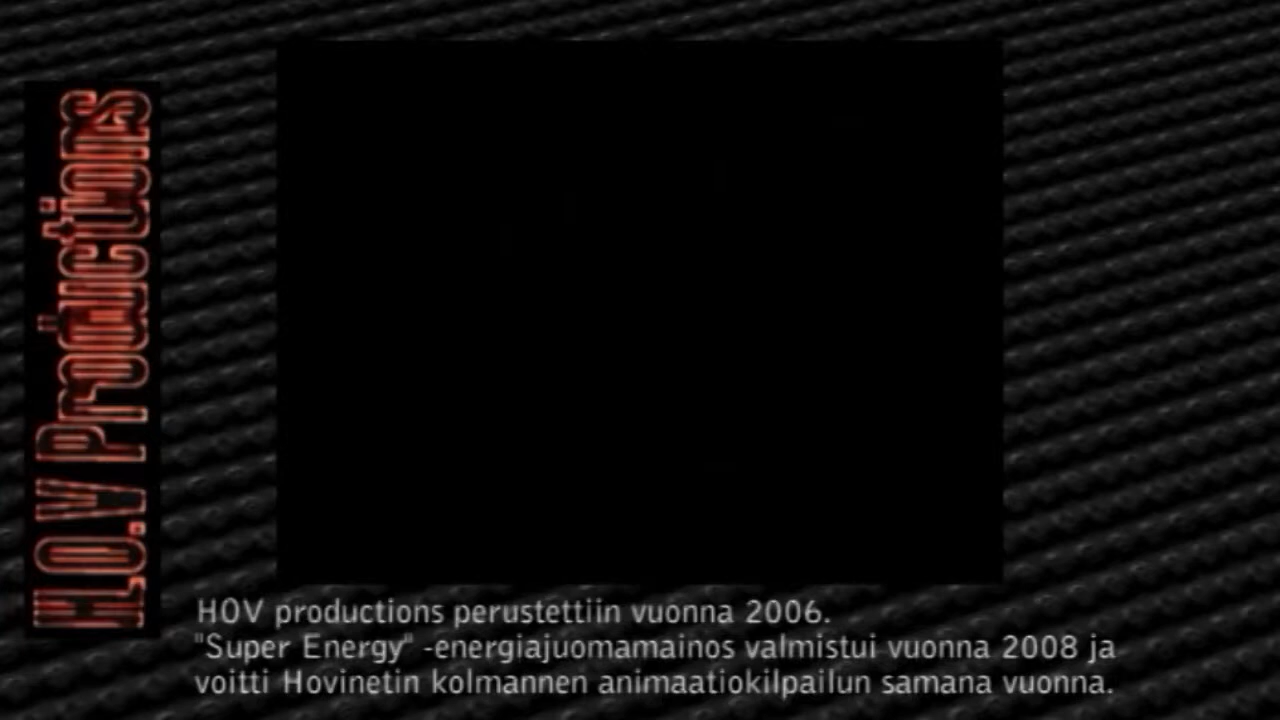 H.O.V Productions
HOV productions perustettiin vuonna 2006.
"Super Energy" -energiajuomamainos valmistui vuonna 2008 ja
voitti Hovinetin kolmannen animaatiokilpailun samana vuonna.